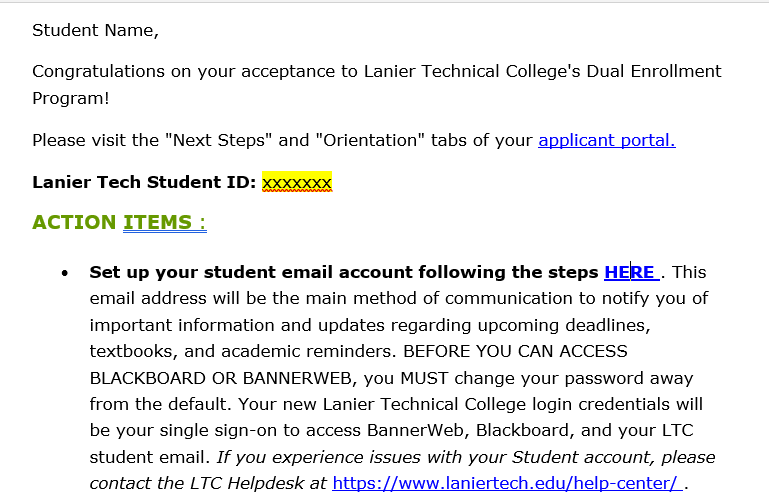 Student Name,
Congratulations on your acceptance to Lanier Technical College's Dual Enrollment
Program!
Please visit the "Next Steps" and "Orientation" tabs of your applicant portal.
Lanier Tech Student ID: xxxxxxx
ACTION ITEMS :
• Set up your student email account following the steps HERE . This
email address will be the main method of communication to notify you of
important information and updates regarding upcoming deadlines,
textbooks, and academic reminders. BEFORE YOU CAN ACCESS
BLACKBOARD OR BANNERWEB, you MUST change your password away
from the default. Your new Lanier Technical College login credentials will
be your single sign-on to access BannerWeb, Blackboard, and your LTC
student email. If you experience issues with your Student account, please
contact the LTC Helpdesk at https://www.laniertech.edu/help-center/ .